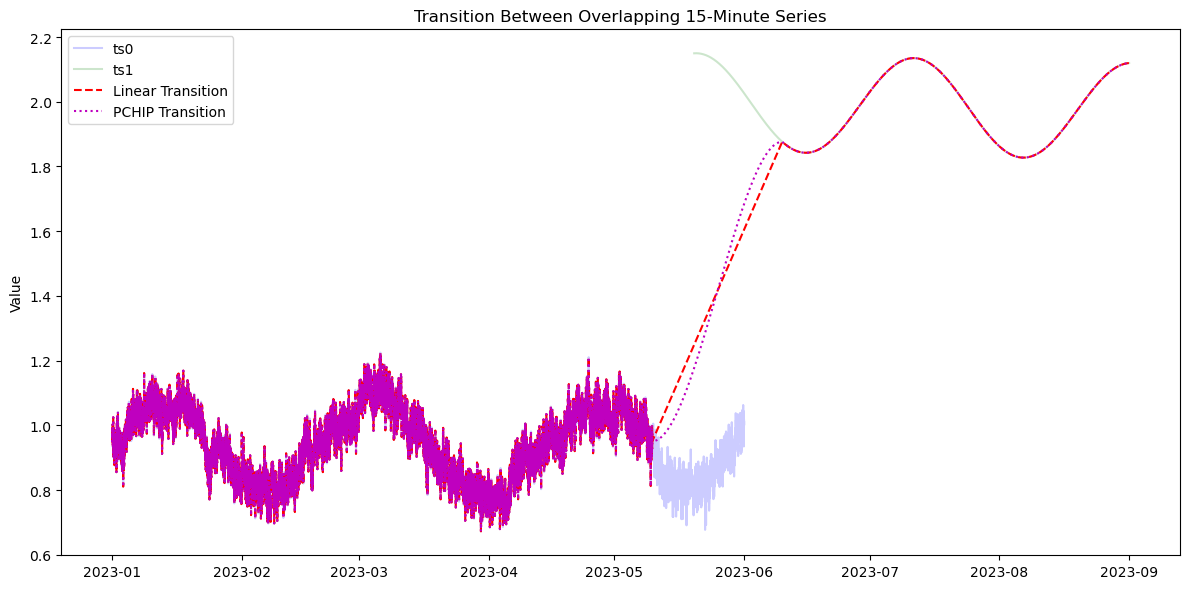 Transition Between Overlapping 15-Minute Series
ts0
ts1
Linear Transition
PCHIP Transition
Value
2.2
2.0
1.8
1.6
1.4
1.2
1.0
0.8
0.6
2023-01 2023-02 2023-03 2023-04 2023-05 2023-06 2023-07 2023-08 2023-09